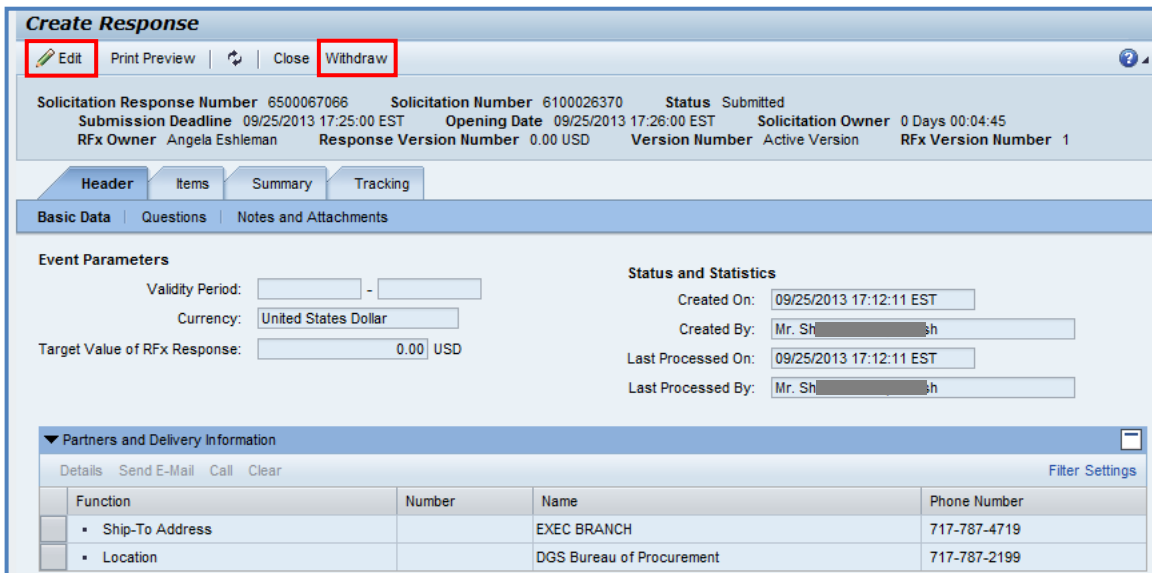 Create Response
Edit Print Preview Close Withdraw
Solicitation Response Number 6500067066 Solicitation Number 6100026370 Status Submitted
Submission Deadline 09/25/2013 17:25:00 EST Opening Date 09/25/2013 17:26:00 EST Solicitation Owner 0 Days 00:04:45
RFx Owner Angela Eshleman Response Version Number 0.00 USD Version Number Active Version RFx Version Number 1
Header Items Summary Tracking
Basic Data Questions Notes and Attachments
Event Parameters
Validity Period: -
Currency: United States Dollar
Target Value of RFx Response: 0.00 USD
Status and Statistics
Created On: 09/25/2013 17:12:11 EST
Created By: Mr. Sh sh
Last Processed On: 09/25/2013 17:12:11 EST
Last Processed By: Mr. Sh sh
Partners and Delivery Information
Details Send E-Mail Call Clear Filter Settings
Function Number Name Phone Number
Ship-To Address EXEC BRANCH 717-787-4719
Location DGS Bureau of Procurement 717-787-2199